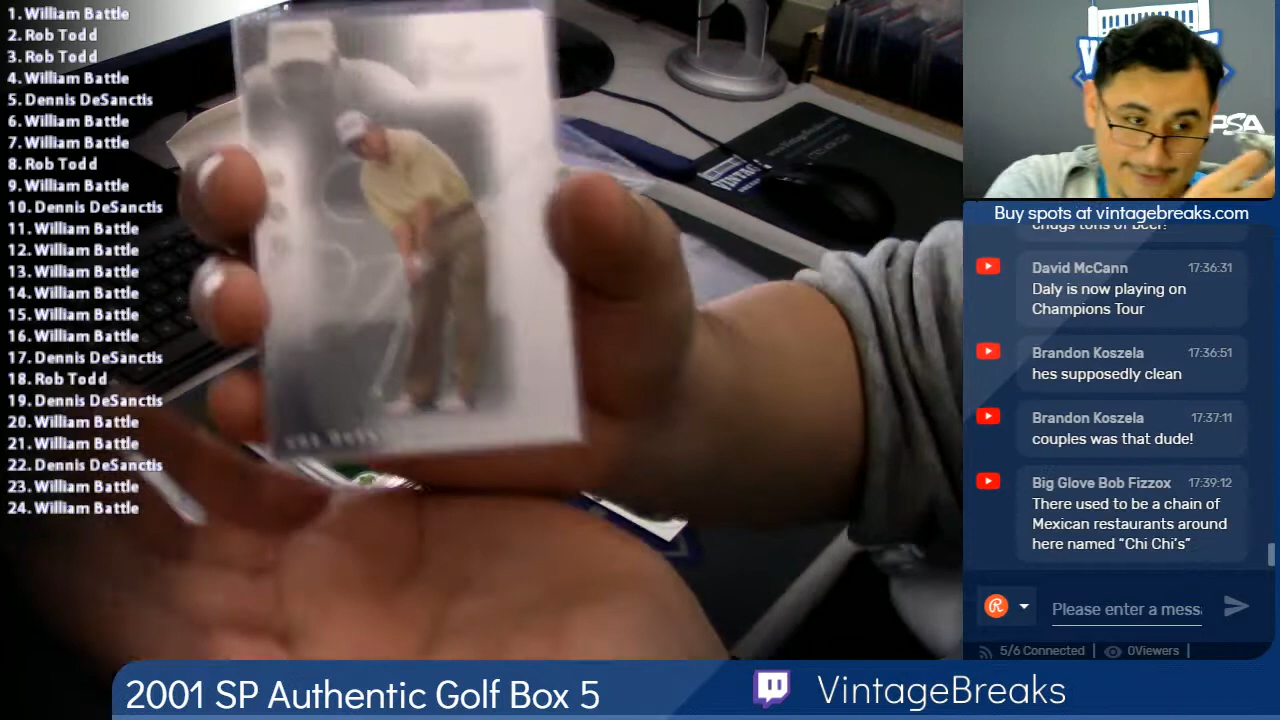 1. William Battle
2. Rob Todd
3. Rob Todd
4. William Battle
5. Dennis DeSanctis
6. William Battle
7. William Battle
8. Rob Todd
9. William Battle
10. Dennis DeSanctis
11. William Battle
12. William Battle
13. William Battle
14. William Battle
15. William Battle
16. William Battle
17. Dennis DeSanctis
18. Rob Todd
19. Dennis DeSanctis
20. William Battle
21. William Battle
22. Dennis DeSanctis
23. William Battle
24. William Battle
PSA
Buy spots at vintagebreaks.com
chugs tons of beer!
David McCann 17:36:31
Daly is now playing on
Champions Tour
Brandon Koszela 17:36:51
hes supposedly clean
Brandon Koszela 17:37:11
couples was that dude!
Big Glove Bob Fizzox 17:39:12
There used to be a chain of
Mexican restaurants around
here named “Chi Chi’s”
Please enter a mess
5/6 Connected | 0Viewers |
2001 SP Authentic Golf Box 5
VintageBreaks